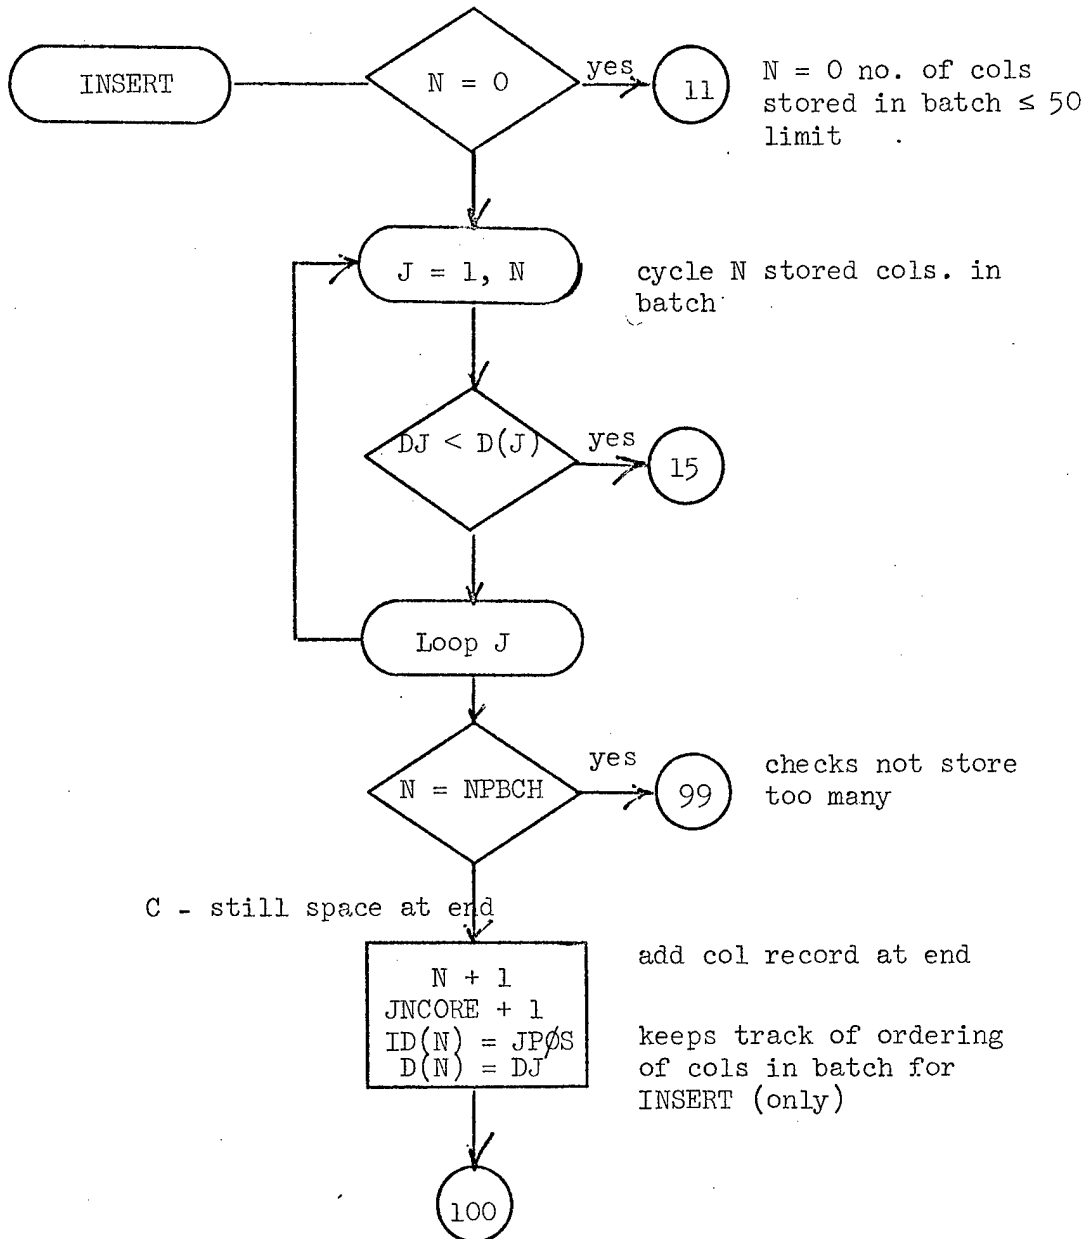 INSERT
N = 0
yes
11
N = 0 no. of cols
stored in batch ≤ 50
limit
J = 1, N
cycle N stored cols. in
batch
DJ < D(J)
yes
15
Loop J
N = NPBCH
yes
99
checks not store
too many
C - still space at end
N + 1
JNCORE + 1
ID(N) = JPØS
D(N) = DJ
add col record at end
keeps track of ordering
of cols in batch for
INSERT (only)
100